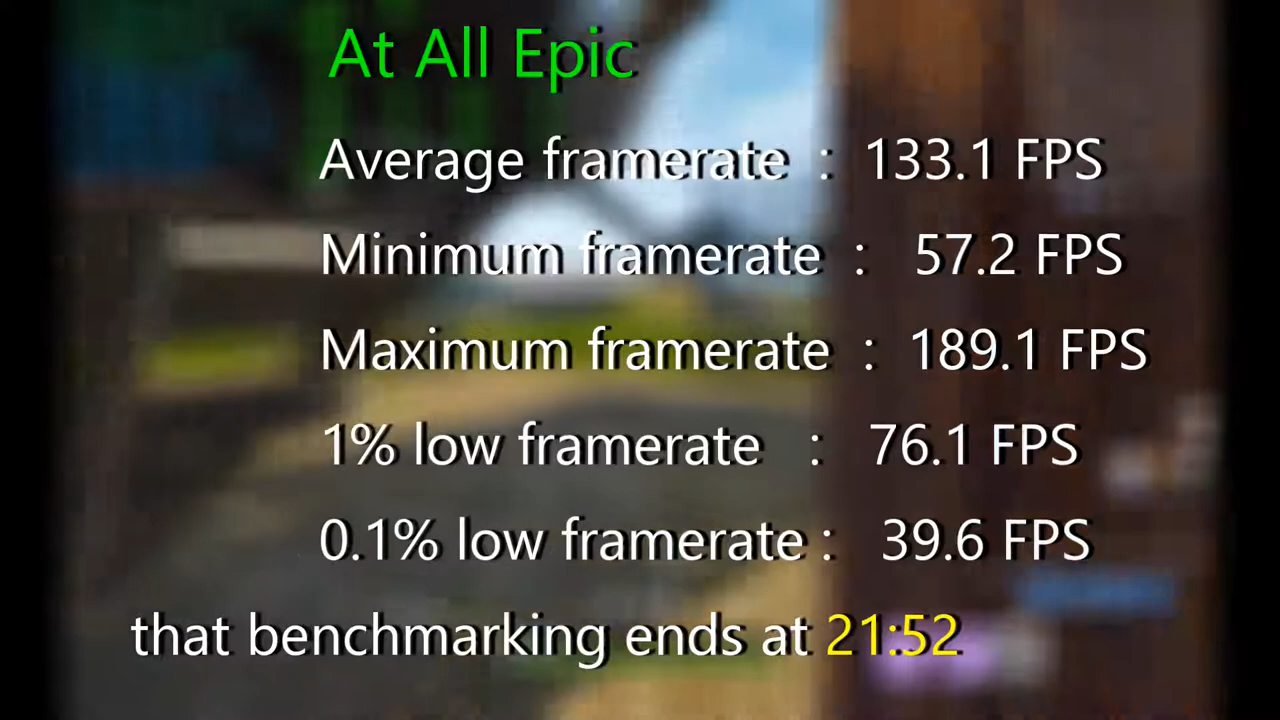 At All Epic
Average framerate : 133.1 FPS
Minimum framerate : 57.2 FPS
Maximum framerate : 189.1 FPS
1% low framerate : 76.1 FPS
0.1% low framerate : 39.6 FPS
that benchmarking ends at 21:52